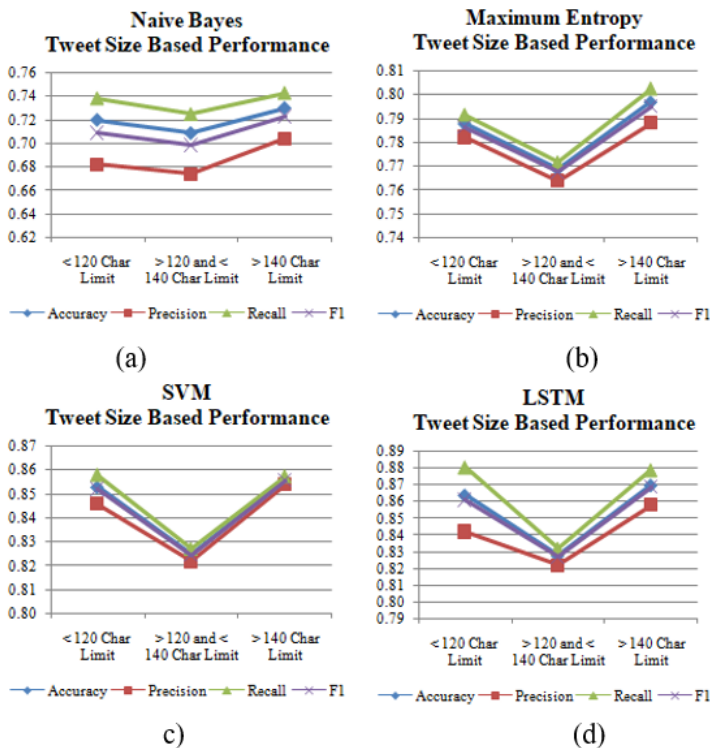 Naive Bayes
Tweet Size Based Performance
0.76
0.74
0.72
0.70
0.68
0.66
0.64
0.62
< 120 Char Limit
> 120 and < 140 Char Limit
> 140 Char Limit
Accuracy Precision Recall F1
(a)
Maximum Entropy
Tweet Size Based Performance
0.81
0.80
0.79
0.78
0.77
0.76
0.75
0.74
< 120 Char Limit
> 120 and < 140 Char Limit
> 140 Char Limit
Accuracy Precision Recall F1
(b)
SVM
Tweet Size Based Performance
0.87
0.86
0.85
0.84
0.83
0.82
0.81
0.80
< 120 Char Limit
> 120 and < 140 Char Limit
> 140 Char Limit
Accuracy Precision Recall F1
c)
LSTM
Tweet Size Based Performance
0.89
0.88
0.87
0.86
0.85
0.84
0.83
0.82
0.81
0.80
0.79
< 120 Char Limit
> 120 and < 140 Char Limit
> 140 Char Limit
Accuracy Precision Recall F1
(d)